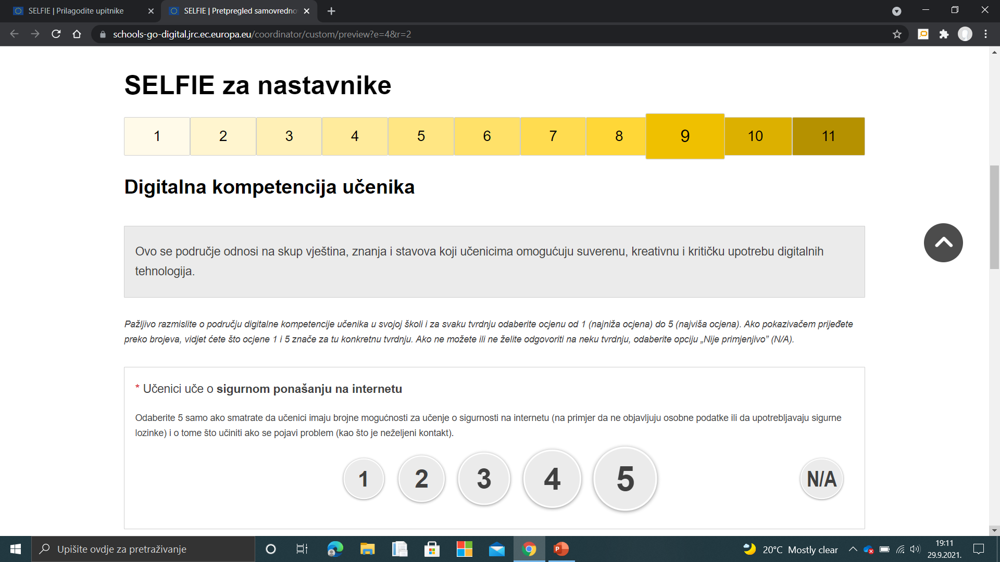 SELFIE | Prilagodite upitnike
SELFIE | Pretpregled samovredno
schools-go-digital.jrc.ec.europa.eu/coordinator/custom/preview?e=4&r=2
SELFIE za nastavnike
1 2 3 4 5 6 7 8 9 10 11
Digitalna kompetencija učenika
Ovo se područje odnosi na skup vještina, znanja i stavova koji učenicima omogućuju suverenu, kreativnu i kritičku upotrebu digitalnih
tehnologija.
Pažljivo razmislite o području digitalne kompetencije učenika u svojoj školi i za svaku tvrdnju odaberite ocjenu od 1 (najniža ocjena) do 5 (najviša ocjena). Ako pokazivačem prijeđete
preko brojeva, vidjet ćete što ocjene 1 i 5 znače za tu konkretnu tvrdnju. Ako ne možete ili ne želite odgovoriti na neku tvrdnju, odaberite opciju „Nije primjenjivo” (N/A).
* Učenici uče o sigurnom ponašanju na internetu
Odaberite 5 samo ako smatrate da učenici imaju brojne mogućnosti za učenje o sigurnosti na internetu (na primjer da ne objavljuju osobne podatke ili da upotrebljavaju sigurne
lozinke) i o tome što učiniti ako se pojavi problem (kao što je neželjeni kontakt).
1 2 3 4 5 N/A
Upišite ovdje za pretraživanje
P
20°C Mostly clear
19:11
29.9.2021.